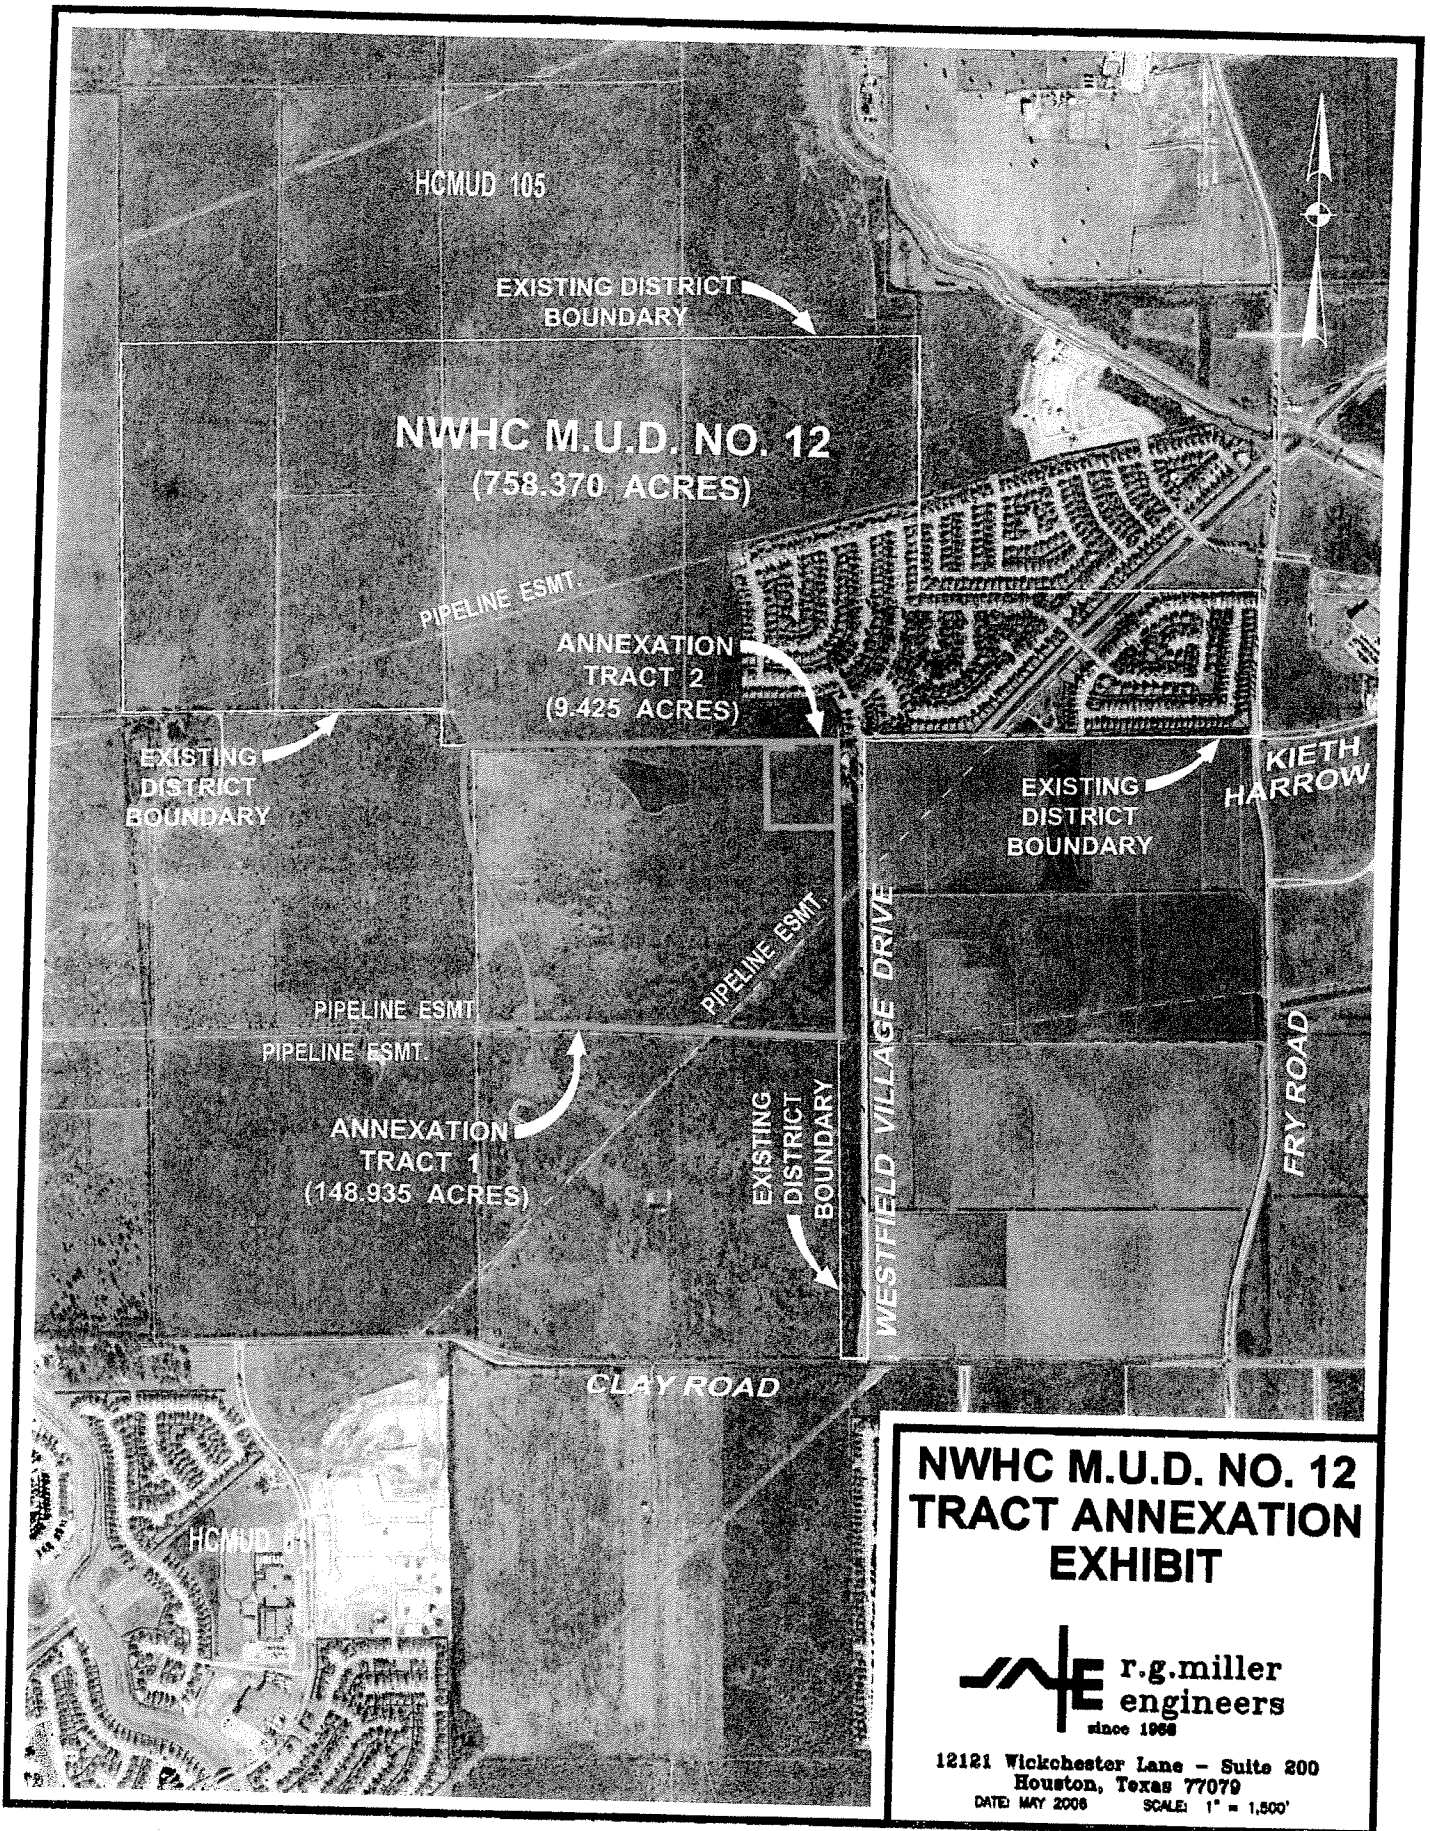 HCMUD 105
EXISTING DISTRICT
BOUNDARY
NWHC M.U.D. NO. 12
(758.370 ACRES)
PIPELINE ESMT.
ANNEXATION
TRACT 2
(9.425 ACRES)
EXISTING
DISTRICT
BOUNDARY
EXISTING
DISTRICT
BOUNDARY
KIETH
HARROW
PIPELINE ESMT.
WESTFIELD VILLAGE DRIVE
FRY ROAD
PIPELINE ESMT.
PIPELINE ESMT.
ANNEXATION
TRACT 1
(148.935 ACRES)
EXISTING
DISTRICT
BOUNDARY
CLAY ROAD
HCMUD 61
NWHC M.U.D. NO. 12
TRACT ANNEXATION
EXHIBIT
r.g.miller
engineers
since 1966
12121 Wickchester Lane – Suite 200
Houston, Texas 77079
DATE: MAY 2006 SCALE: 1" = 1,500'